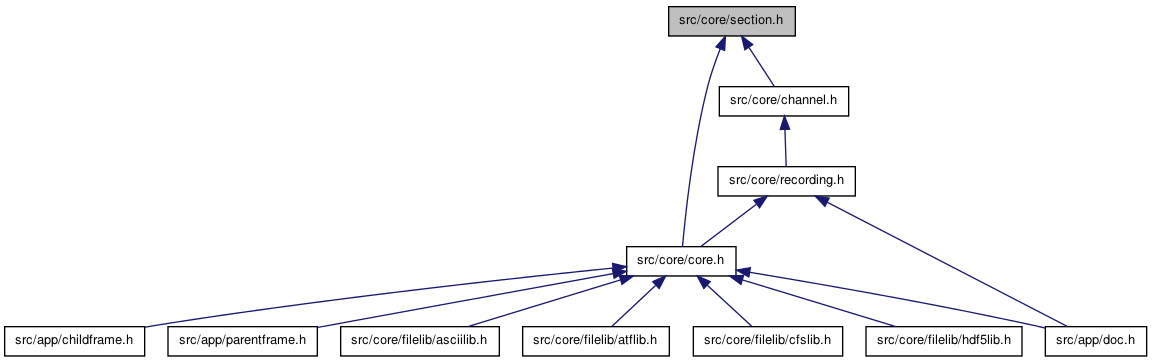 src/core/section.h
src/core/channel.h
src/core/recording.h
src/core/core.h
src/app/childframe.h
src/app/parentframe.h
src/core/filelib/asciilib.h
src/core/filelib/atflib.h
src/core/filelib/cfslib.h
src/core/filelib/hdf5lib.h
src/app/doc.h